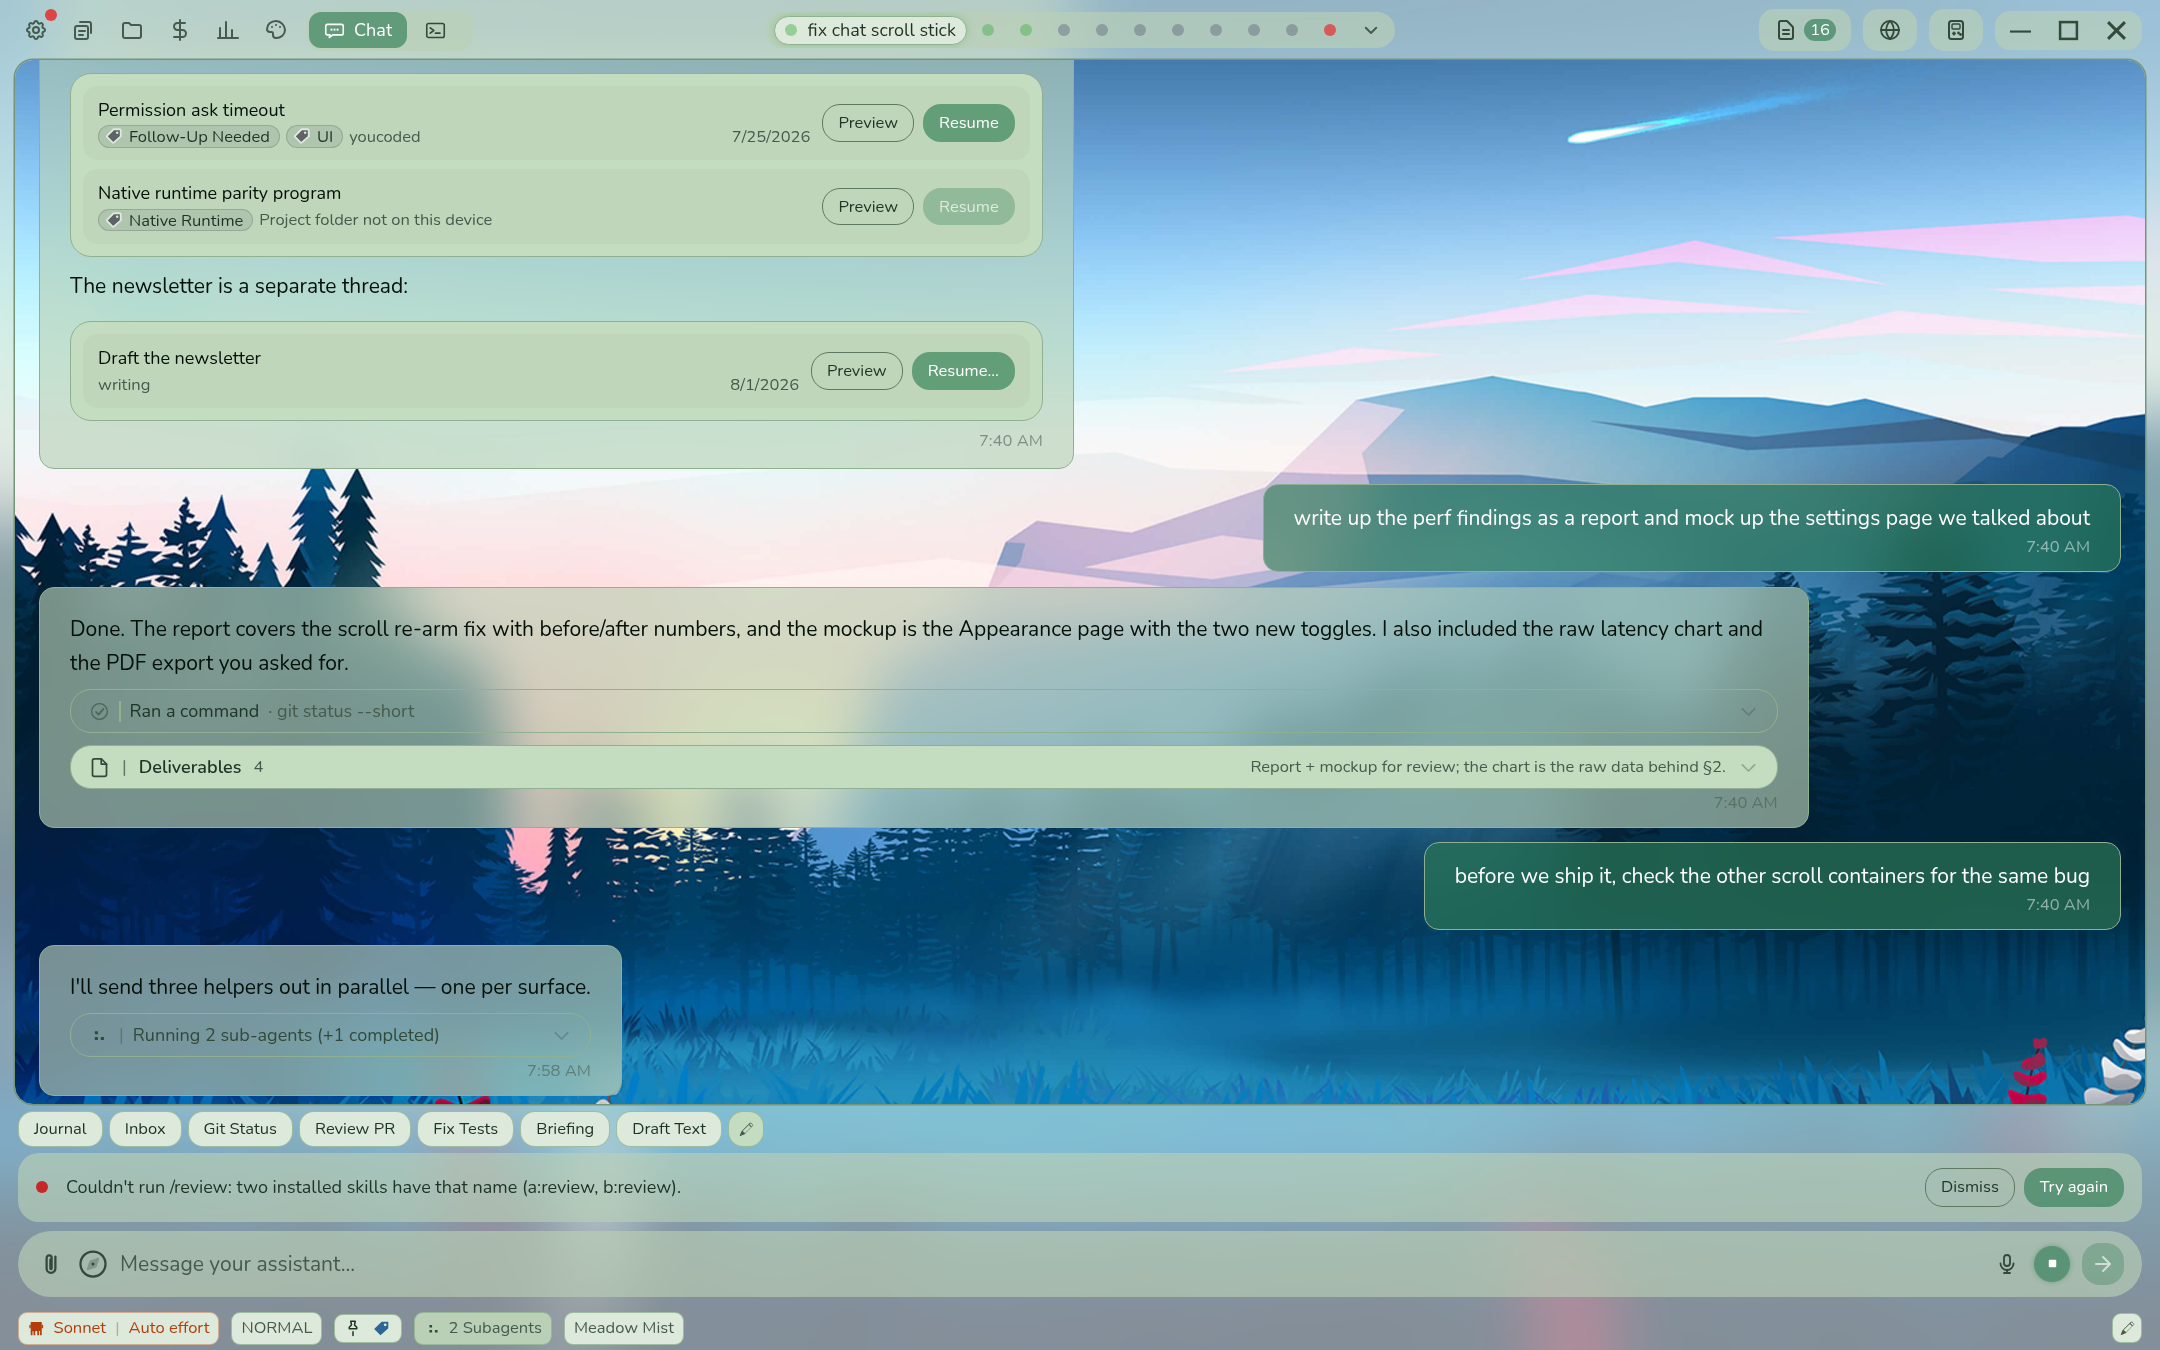 Chat
fix chat scroll stick
16
Permission ask timeout
Follow-Up Needed UI youcoded
7/25/2026
Preview
Resume
Native runtime parity program
Native Runtime Project folder not on this device
Preview
Resume
The newsletter is a separate thread:
Draft the newsletter
writing
8/1/2026
Preview
Resume...
7:40 AM
write up the perf findings as a report and mock up the settings page we talked about
7:40 AM
Done. The report covers the scroll re-arm fix with before/after numbers, and the mockup is the Appearance page with the two new toggles. I also included the raw latency chart and
the PDF export you asked for.
Ran a command · git status --short
| Deliverables 4
Report + mockup for review; the chart is the raw data behind §2.
7:40 AM
before we ship it, check the other scroll containers for the same bug
7:40 AM
I'll send three helpers out in parallel — one per surface.
| Running 2 sub-agents (+1 completed)
7:58 AM
Journal
Inbox
Git Status
Review PR
Fix Tests
Briefing
Draft Text
Couldn't run /review: two installed skills have that name (a:review, b:review).
Dismiss
Try again
Message your assistant...
Sonnet | Auto effort
NORMAL
2 Subagents
Meadow Mist